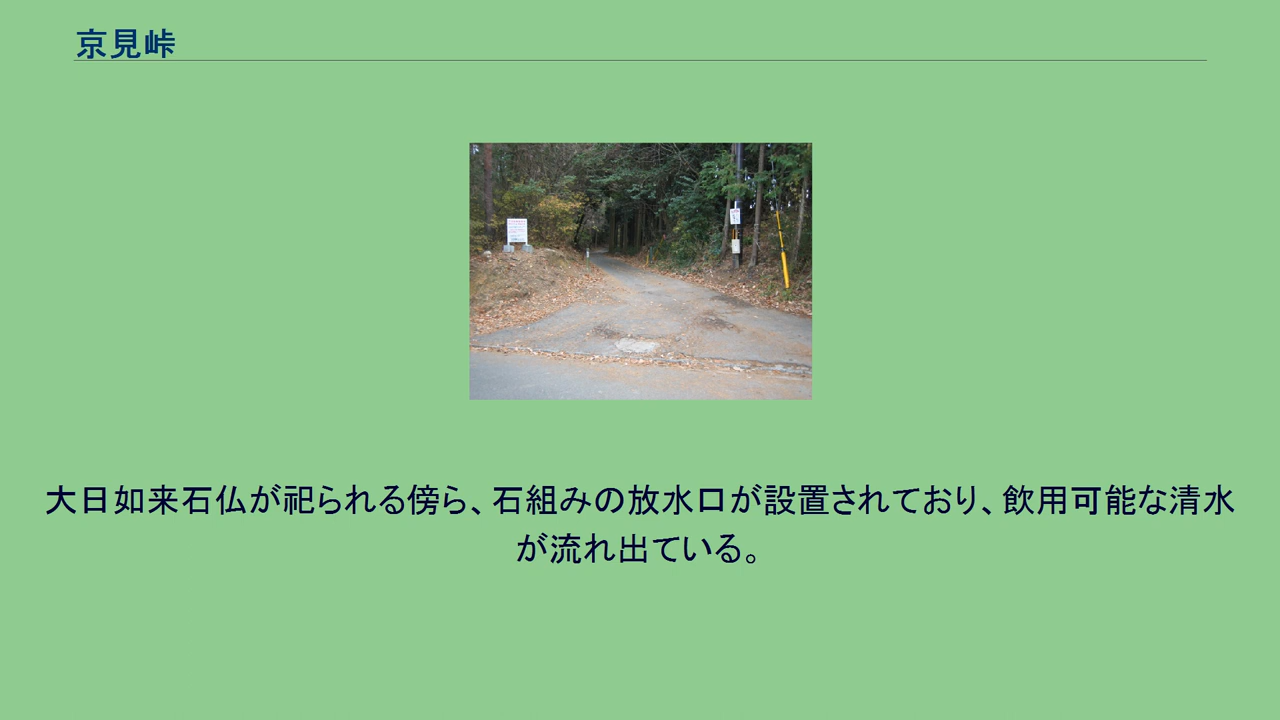 京見峠
大日如来石仏が祀られる傍ら、石組みの放水口が設置されており、飲用可能な清水
が流れ出ている。